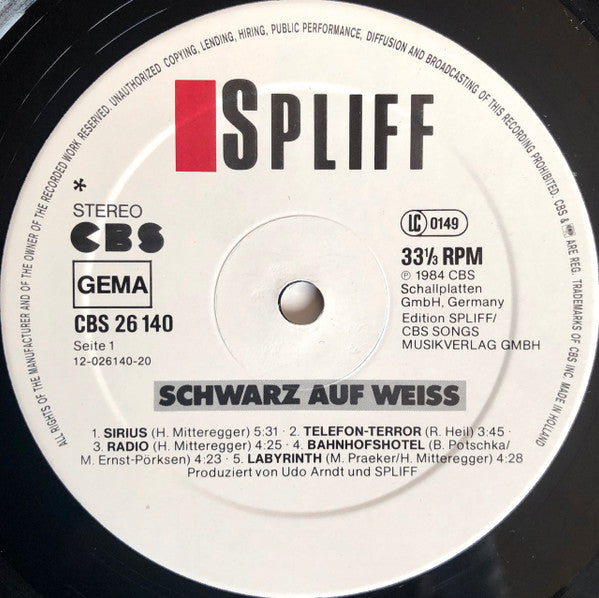 ALL RIGHTS OF THE MANUFACTURER AND OF THE OWNER OF THE RECORDED WORK RESERVED. UNAUTHORIZED COPYING, LENDING, HIRING, PUBLIC PERFORMANCE, DIFFUSION AND BROADCASTING OF THIS RECORDING PROHIBITED. CBS & ARE REG. TRADEMARKS OF CBS INC. MADE IN HOLLAND
SPLIFF
*
STEREO
CBS
GEMA
CBS 26 140
Seite 1
12-026140-20
LC 0149
33⅓ RPM
℗ 1984 CBS
Schallplatten
GmbH, Germany
Edition SPLIFF/
CBS SONGS
MUSIKVERLAG GMBH
SCHWARZ AUF WEISS
1. SIRIUS (H. Mitteregger) 5:31 · 2. TELEFON-TERROR (R. Heil) 3:45 ·
3. RADIO (H. Mitteregger) 4:25 · 4. BAHNHOFSHOTEL (B. Potschka/
M. Ernst-Pörksen) 4:23 · 5. LABYRINTH (M. Praeker/H. Mitteregger) 4:28
Produziert von Udo Arndt und SPLIFF